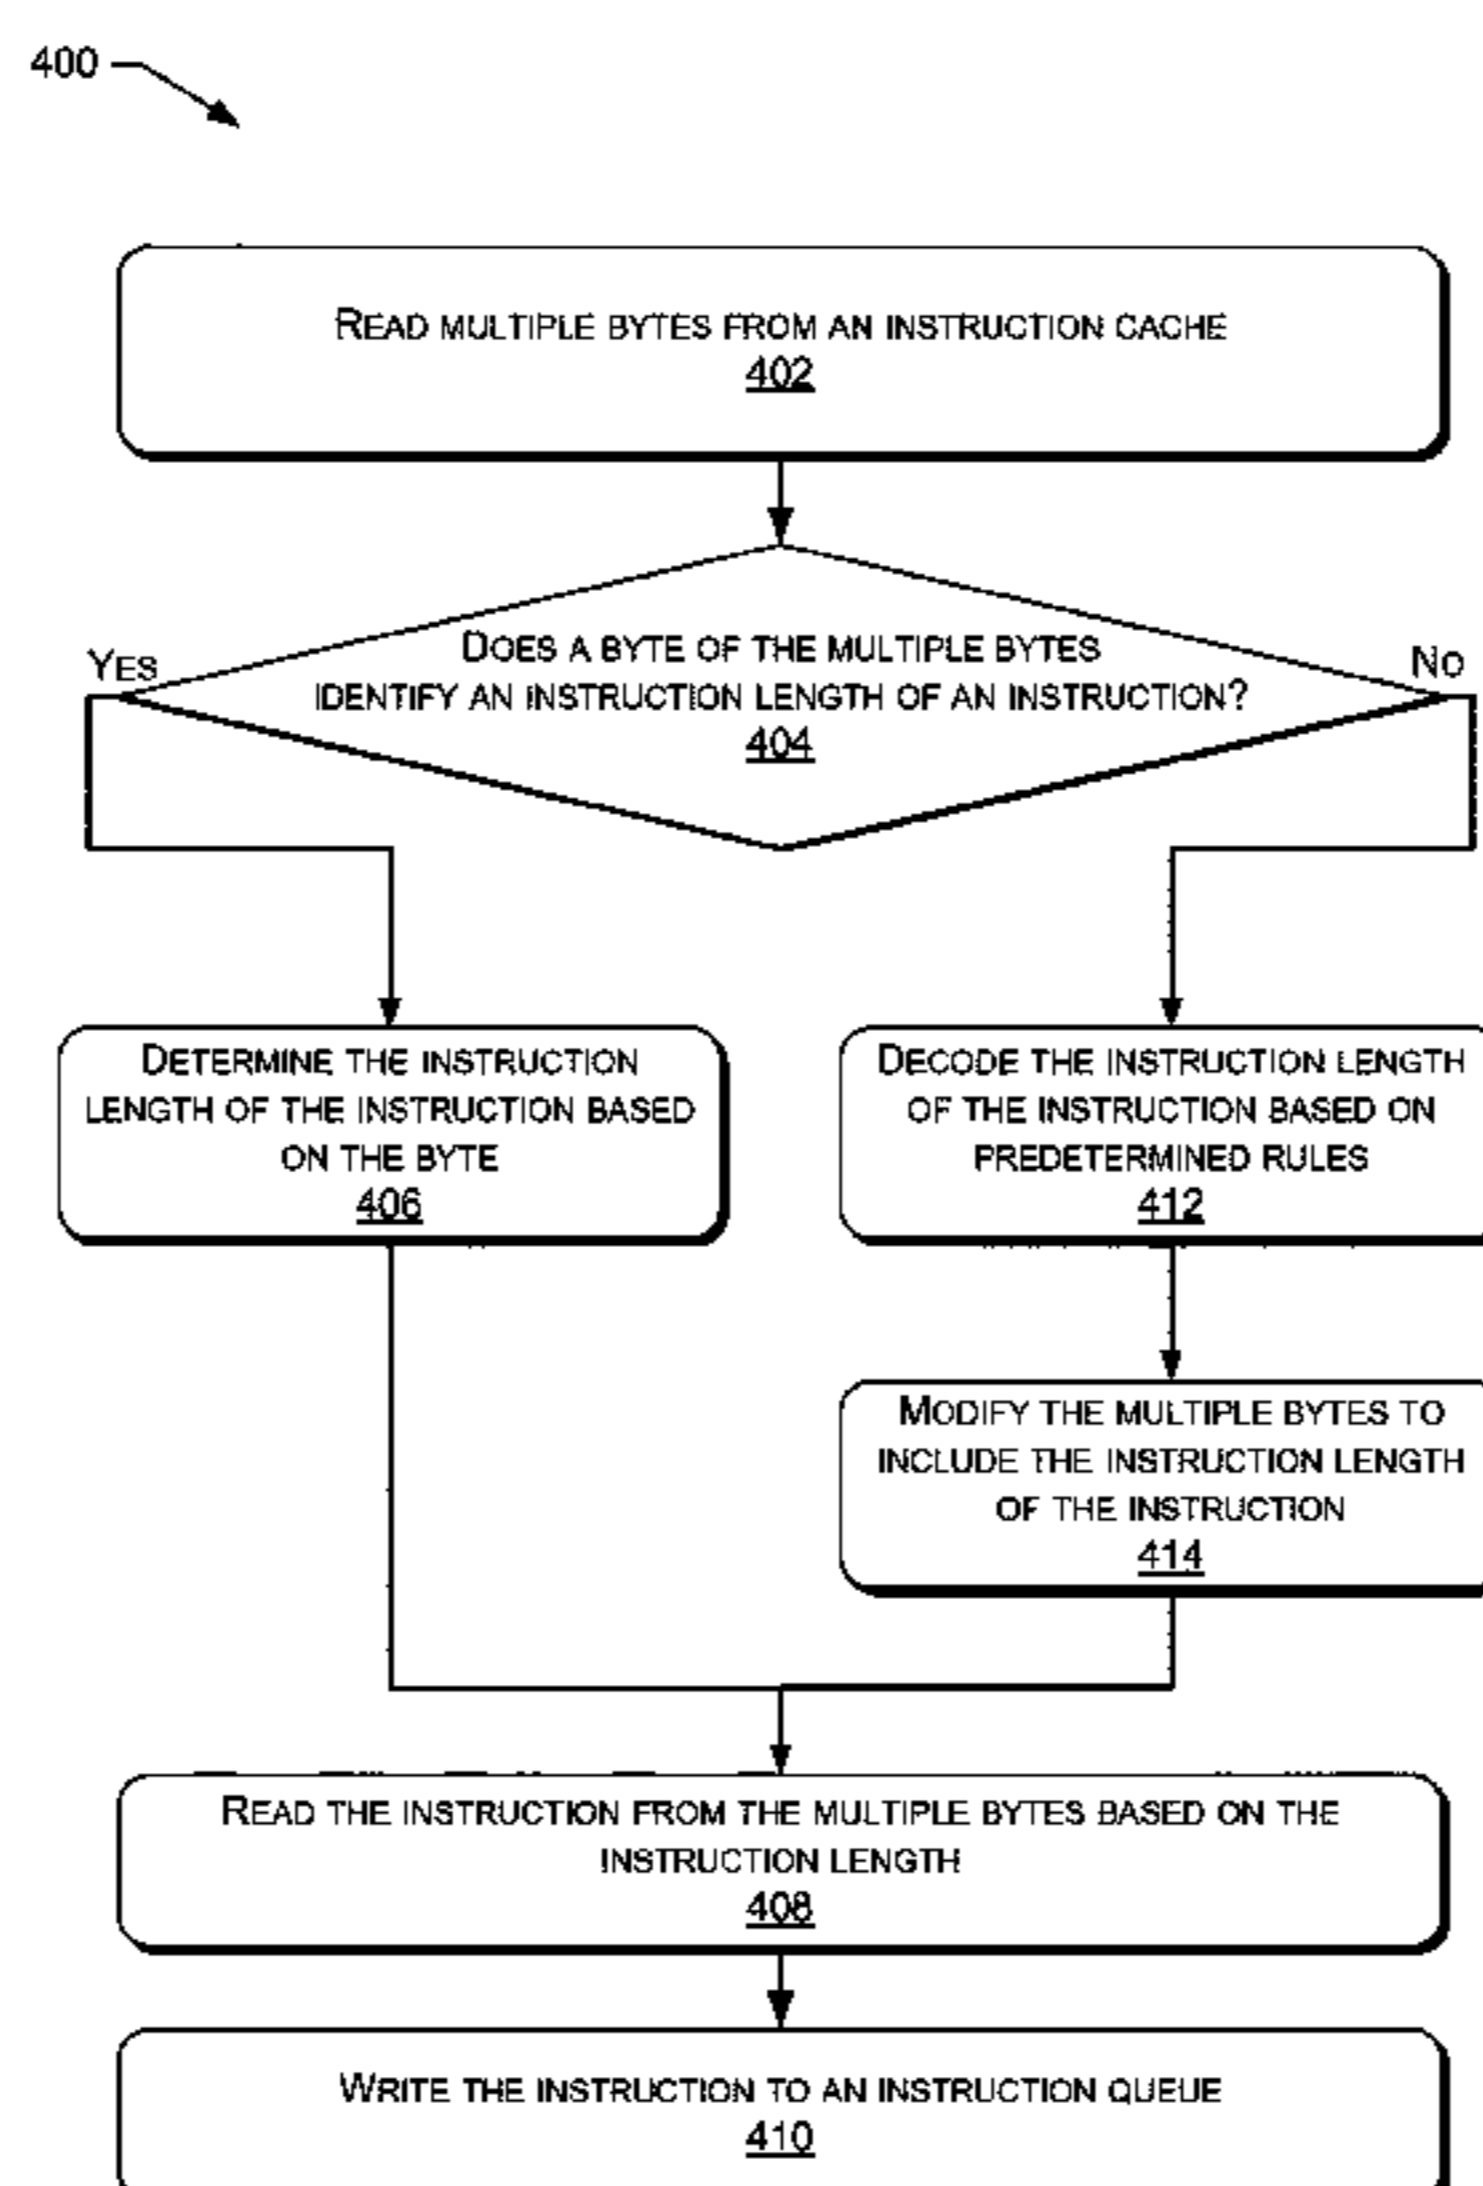 400
READ MULTIPLE BYTES FROM AN INSTRUCTION CACHE
402
DOES A BYTE OF THE MULTIPLE BYTES
IDENTIFY AN INSTRUCTION LENGTH OF AN INSTRUCTION?
404
YES
NO
DETERMINE THE INSTRUCTION
LENGTH OF THE INSTRUCTION BASED
ON THE BYTE
406
DECODE THE INSTRUCTION LENGTH
OF THE INSTRUCTION BASED ON
PREDETERMINED RULES
412
MODIFY THE MULTIPLE BYTES TO
INCLUDE THE INSTRUCTION LENGTH
OF THE INSTRUCTION
414
READ THE INSTRUCTION FROM THE MULTIPLE BYTES BASED ON THE
INSTRUCTION LENGTH
408
WRITE THE INSTRUCTION TO AN INSTRUCTION QUEUE
410